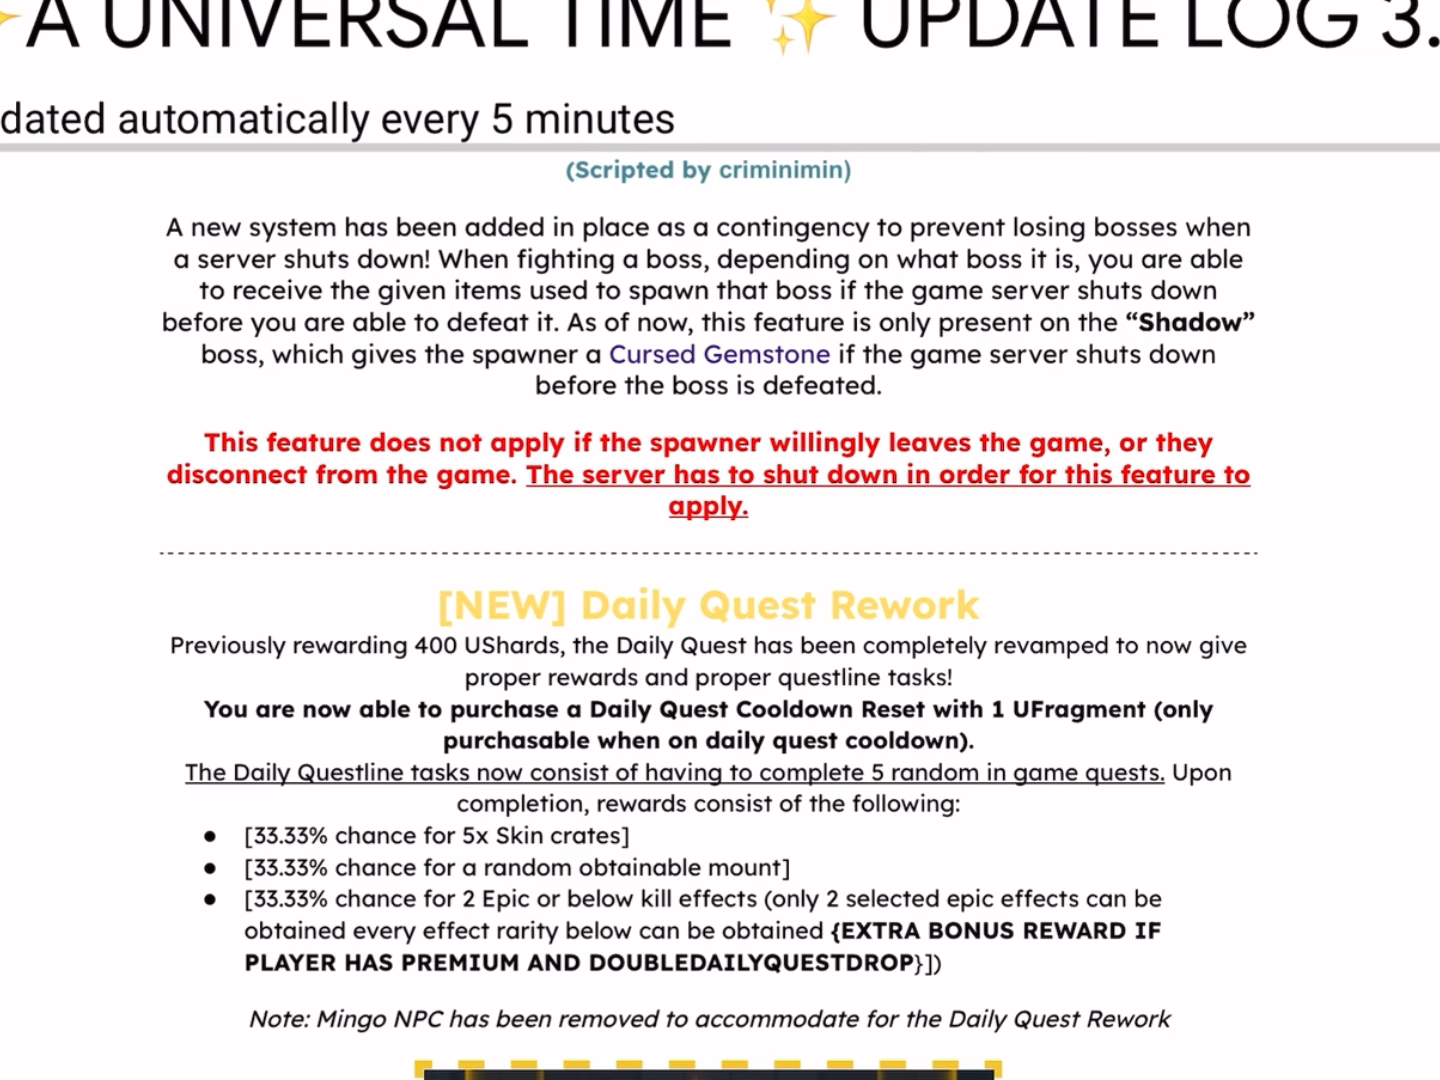 ✨A UNIVERSAL TIME ✨ UPDATE LOG 3.
dated automatically every 5 minutes
(Scripted by criminimin)
A new system has been added in place as a contingency to prevent losing bosses when
a server shuts down! When fighting a boss, depending on what boss it is, you are able
to receive the given items used to spawn that boss if the game server shuts down
before you are able to defeat it. As of now, this feature is only present on the “Shadow”
boss, which gives the spawner a Cursed Gemstone if the game server shuts down
before the boss is defeated.
This feature does not apply if the spawner willingly leaves the game, or they
disconnect from the game. The server has to shut down in order for this feature to
apply.
[NEW] Daily Quest Rework
Previously rewarding 400 UShards, the Daily Quest has been completely revamped to now give
proper rewards and proper questline tasks!
You are now able to purchase a Daily Quest Cooldown Reset with 1 UFragment (only
purchasable when on daily quest cooldown).
The Daily Questline tasks now consist of having to complete 5 random in game quests. Upon
completion, rewards consist of the following:
● [33.33% chance for 5x Skin crates]
● [33.33% chance for a random obtainable mount]
● [33.33% chance for 2 Epic or below kill effects (only 2 selected epic effects can be
obtained every effect rarity below can be obtained {EXTRA BONUS REWARD IF
PLAYER HAS PREMIUM AND DOUBLEDAILYQUESTDROP}])
Note: Mingo NPC has been removed to accommodate for the Daily Quest Rework